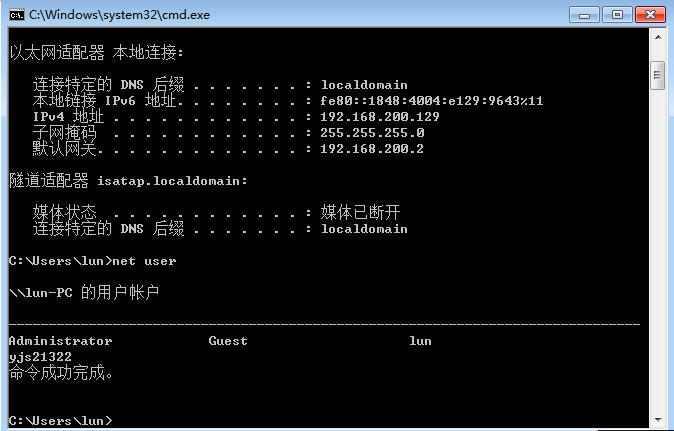 C:\Windows\system32\cmd.exe
以太网适配器 本地连接:
连接特定的 DNS 后缀 . . . . . . . : localdomain
本地链接 IPv6 地址. . . . . . . . : fe80::1848:4004:e129:9643%11
IPv4 地址 . . . . . . . . . . . . : 192.168.200.129
子网掩码  . . . . . . . . . . . . : 255.255.255.0
默认网关. . . . . . . . . . . . . : 192.168.200.2
隧道适配器 isatap.localdomain:
媒体状态  . . . . . . . . . . . . : 媒体已断开
连接特定的 DNS 后缀 . . . . . . . : localdomain
C:\Users\lun>net user
\\lun-PC 的用户帐户
-------------------------------------------------------------------------------
Administrator            Guest                    lun
yjs21322
命令成功完成。
C:\Users\lun>